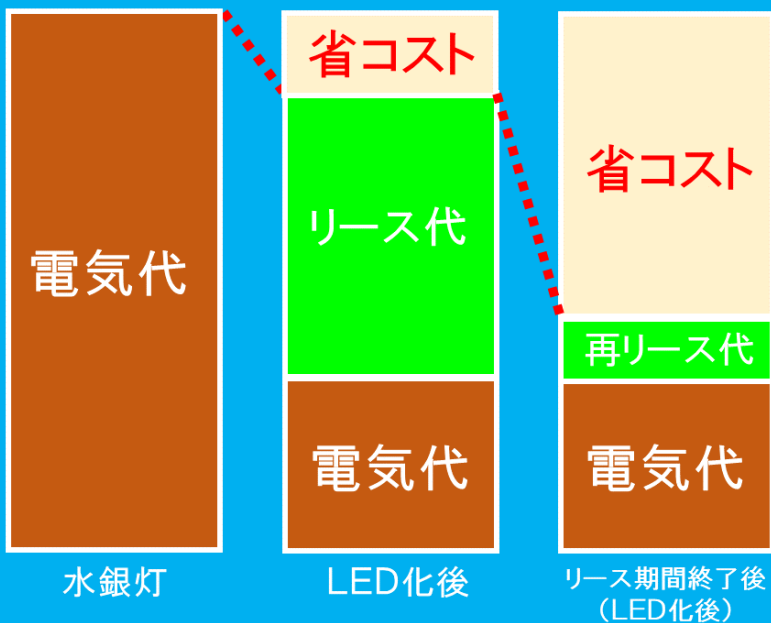 電気代
水銀灯
省コスト
リース代
電気代
LED化後
省コスト
再リース代
電気代
リース期間終了後
（LED化後）